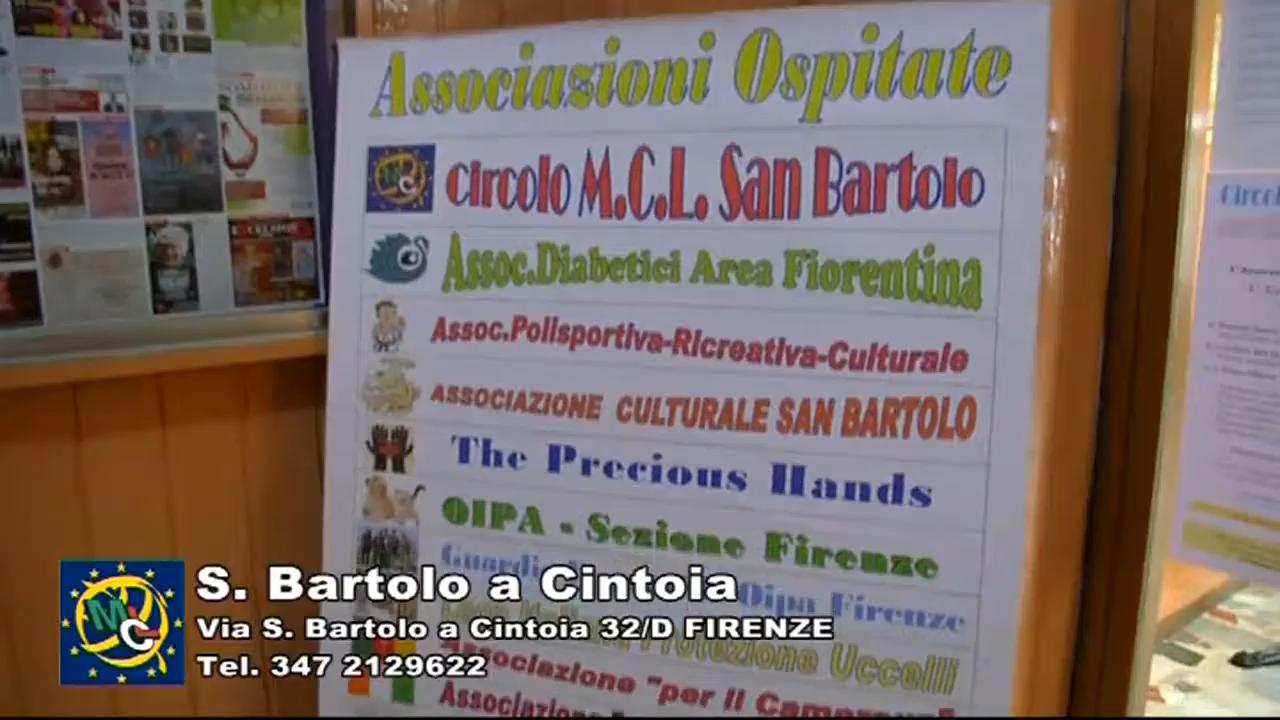 Associazioni Ospitate
Circolo M.C.L. San Bartolo
Assoc.Diabetici Area Fiorentina
Assoc.Polisportiva-Ricreativa-Culturale
ASSOCIAZIONE CULTURALE SAN BARTOLO
The Precious Hands
OIPA - Sezione Firenze
Oipa Firenze
Protezione Uccelli
Associazione "per il
Associazione
S. Bartolo a Cintoia
Via S. Bartolo a Cintoia 32/D FIRENZE
Tel. 347 2129622